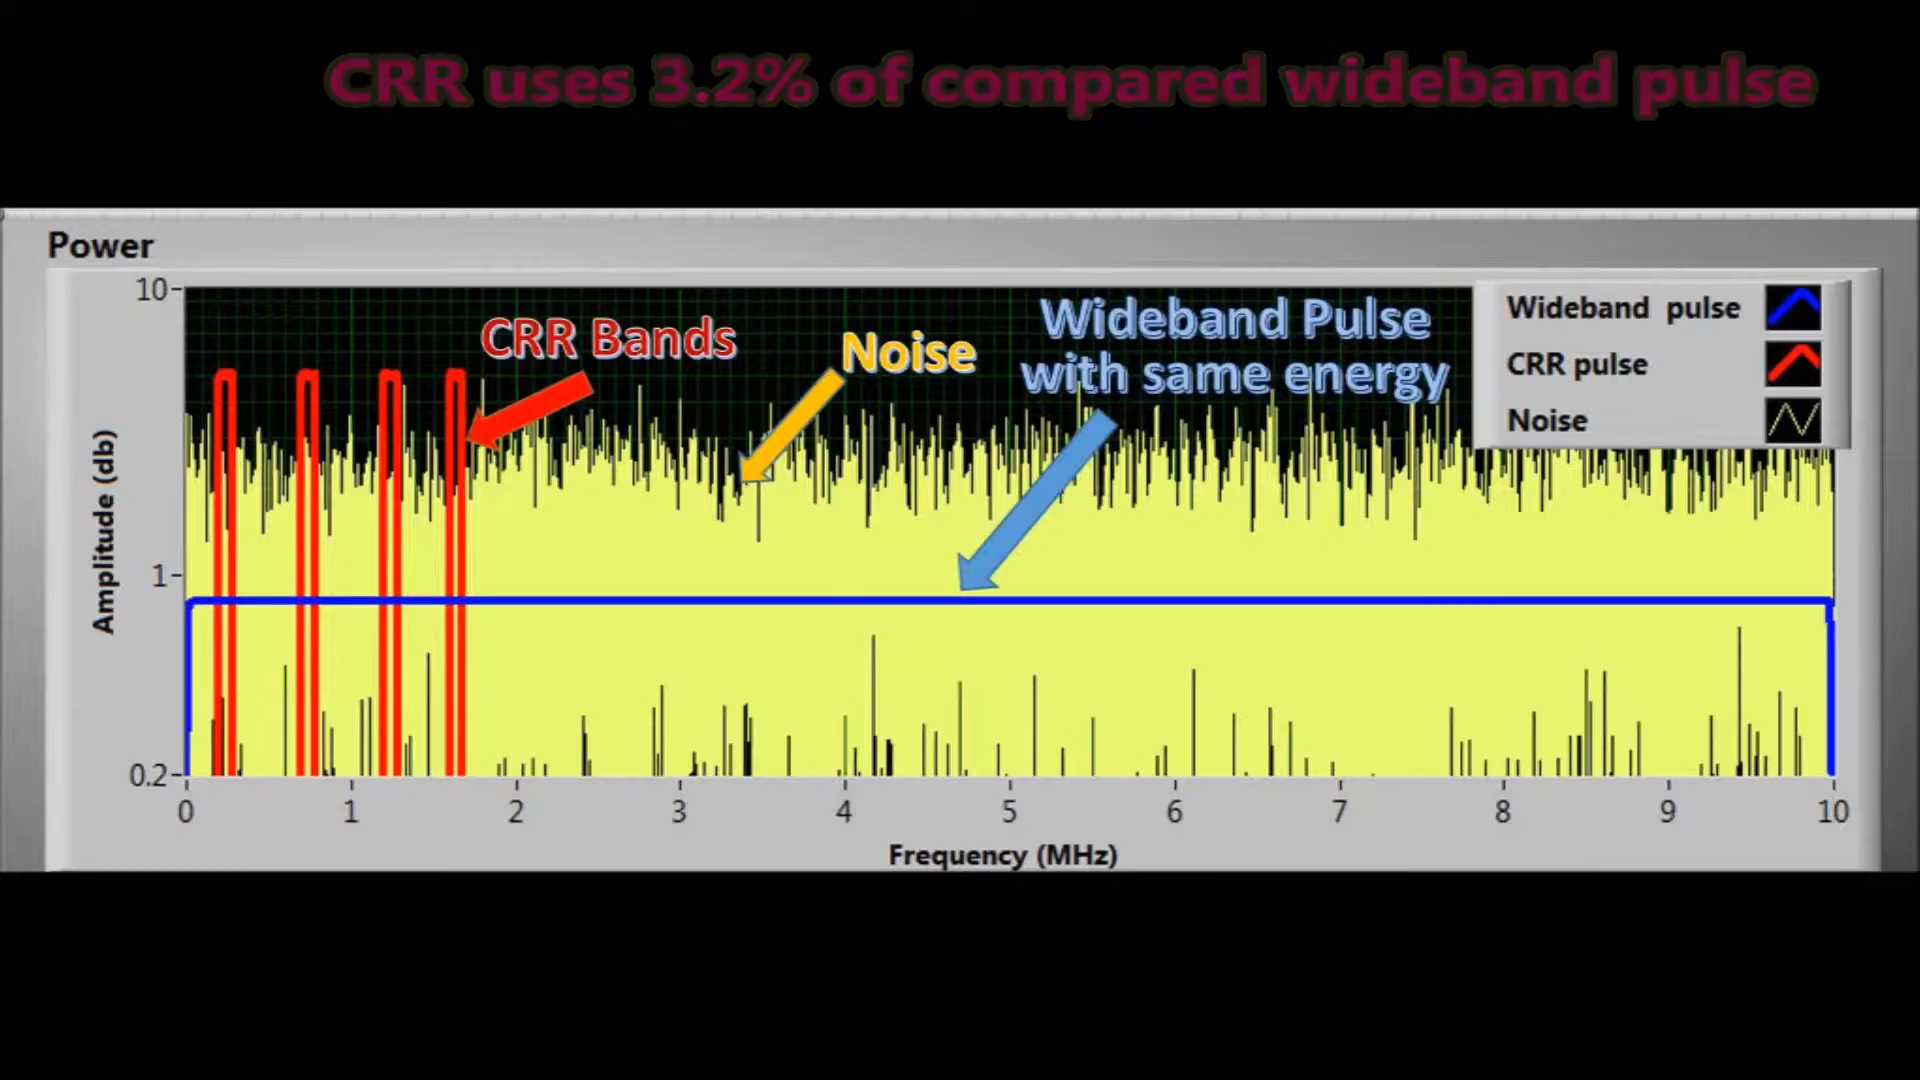 CRR uses 3.2% of compared wideband pulse
Power
10
1
0.2
Amplitude (db)
CRR Bands
Noise
Wideband Pulse
with same energy
Wideband pulse
CRR pulse
Noise
0 1 2 3 4 5 6 7 8 9 10
Frequency (MHz)